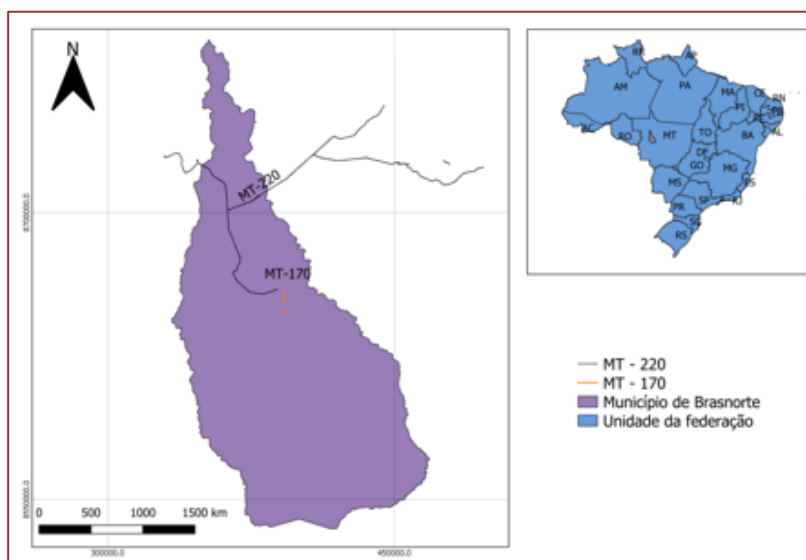 N
MT-220
MT-170
8700000.0
8550000.0
0 500 1000 1500 km
300000.0 450000.0
RR AP
AM PA MA CE RN
PI
AC RO MT TO BA AL
DF
GO
MG
MS ES
SP RJ
PR
SC
RS
MT - 220
MT - 170
Município de Brasnorte
Unidade da federação